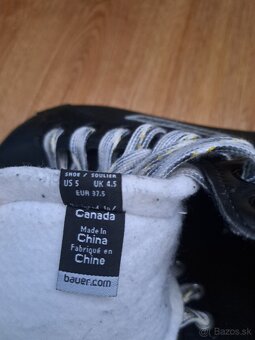 SHOE / SOULIER
US 5 UK 4.5
EUR 37.5
Canada
Made in
China
Fabriqué en
Chine
bauer.com
Bazos.sk